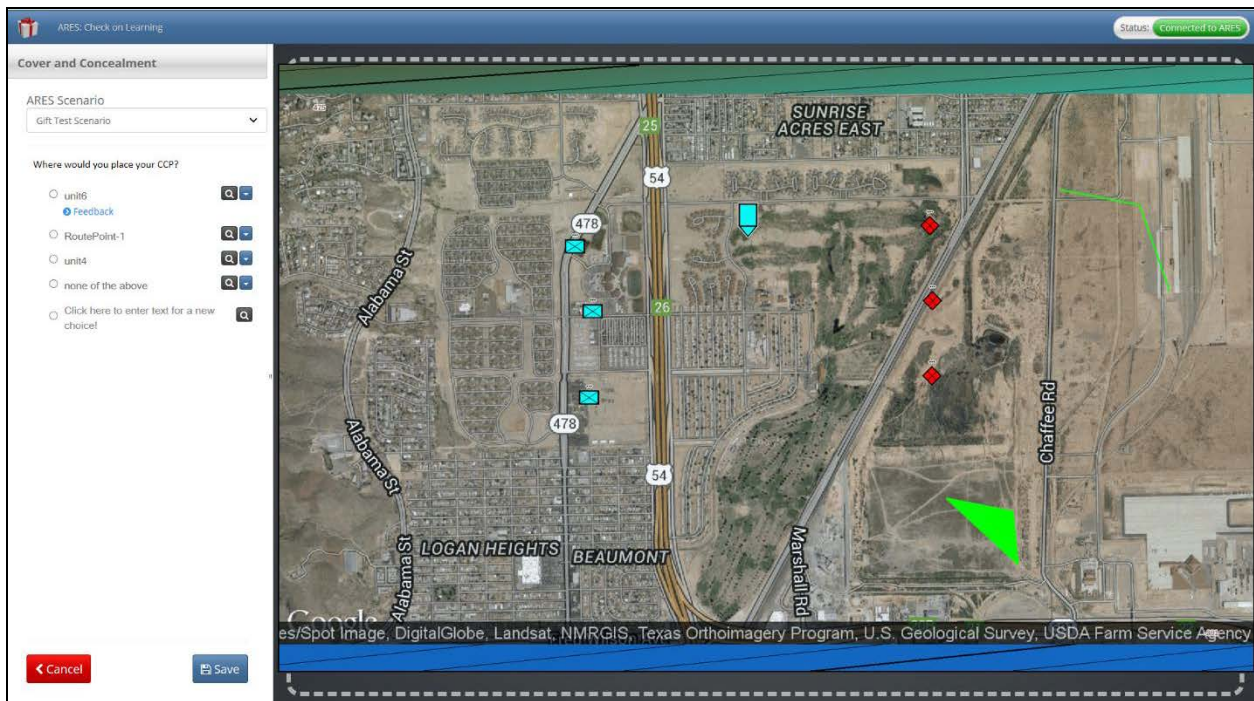 ARES: Check on Learning
Status: Connected to ARES
Cover and Concealment
ARES Scenario
Gift Test Scenario
Where would you place your CCP?
unit6
Feedback
RoutePoint-1
unit4
none of the above
Click here to enter text for a new
choice!
Cancel
Save
SUNRISE
ACRES EAST
25
54
478
Alabama St
26
Chaffee Rd
478
Alabama St
54
LOGAN HEIGHTS
BEAUMONT
Marshall Rd
Alabama St
Google
es/Spot Image, DigitalGlobe, Landsat, NMRGIS, Texas Orthoimagery Program, U.S. Geological Survey, USDA Farm Service Agency